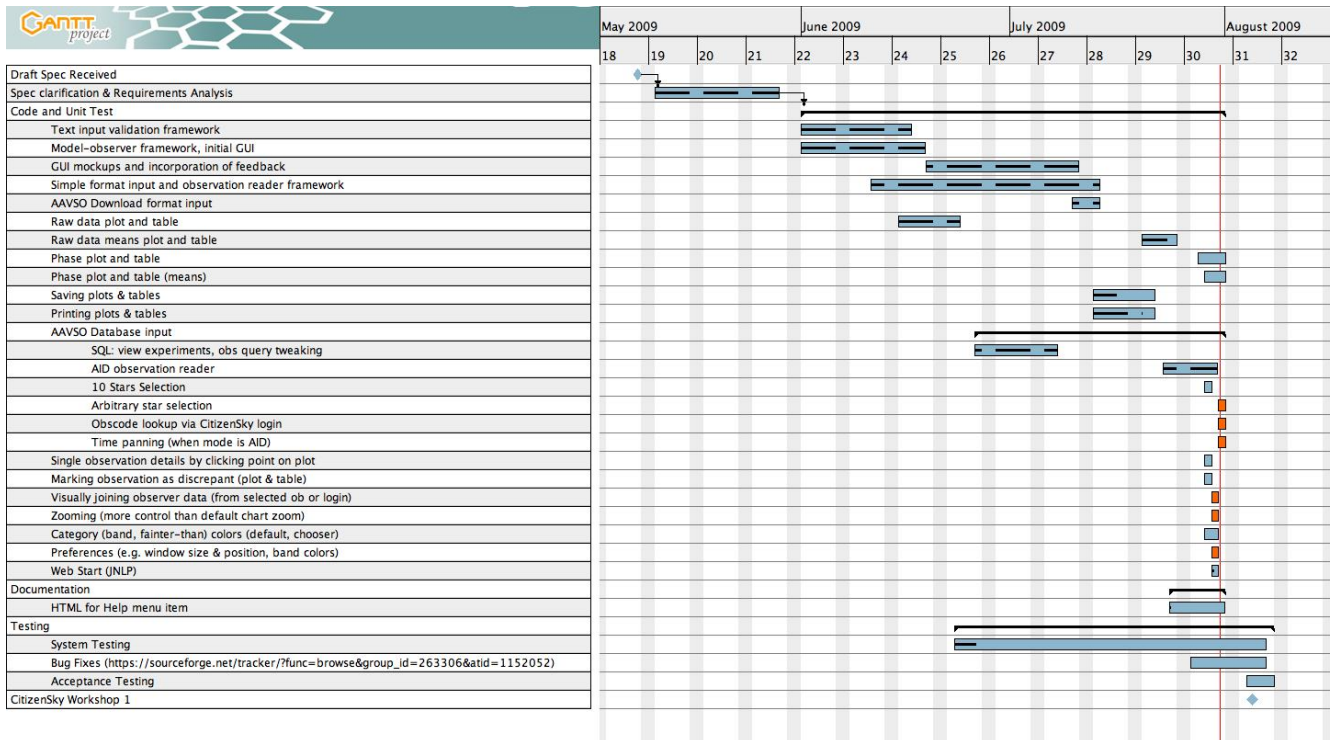 GANTT
project
May 2009
June 2009
July 2009
August 2009
18 19 20 21 22 23 24 25 26 27 28 29 30 31 32
Draft Spec Received
Spec clarification & Requirements Analysis
Code and Unit Test
Text input validation framework
Model-observer framework, initial GUI
GUI mockups and incorporation of feedback
Simple format input and observation reader framework
AAVSO Download format input
Raw data plot and table
Raw data means plot and table
Phase plot and table
Phase plot and table (means)
Saving plots & tables
Printing plots & tables
AAVSO Database input
SQL: view experiments, obs query tweaking
AID observation reader
10 Stars Selection
Arbitrary star selection
Obscode lookup via CitizenSky login
Time panning (when mode is AID)
Single observation details by clicking point on plot
Marking observation as discrepant (plot & table)
Visually joining observer data (from selected ob or login)
Zooming (more control than default chart zoom)
Category (band, fainter-than) colors (default, chooser)
Preferences (e.g. window size & position, band colors)
Web Start (JNLP)
Documentation
HTML for Help menu item
Testing
System Testing
Bug Fixes (https://sourceforge.net/tracker/?func=browse&group_id=263306&atid=1152052)
Acceptance Testing
CitizenSky Workshop 1